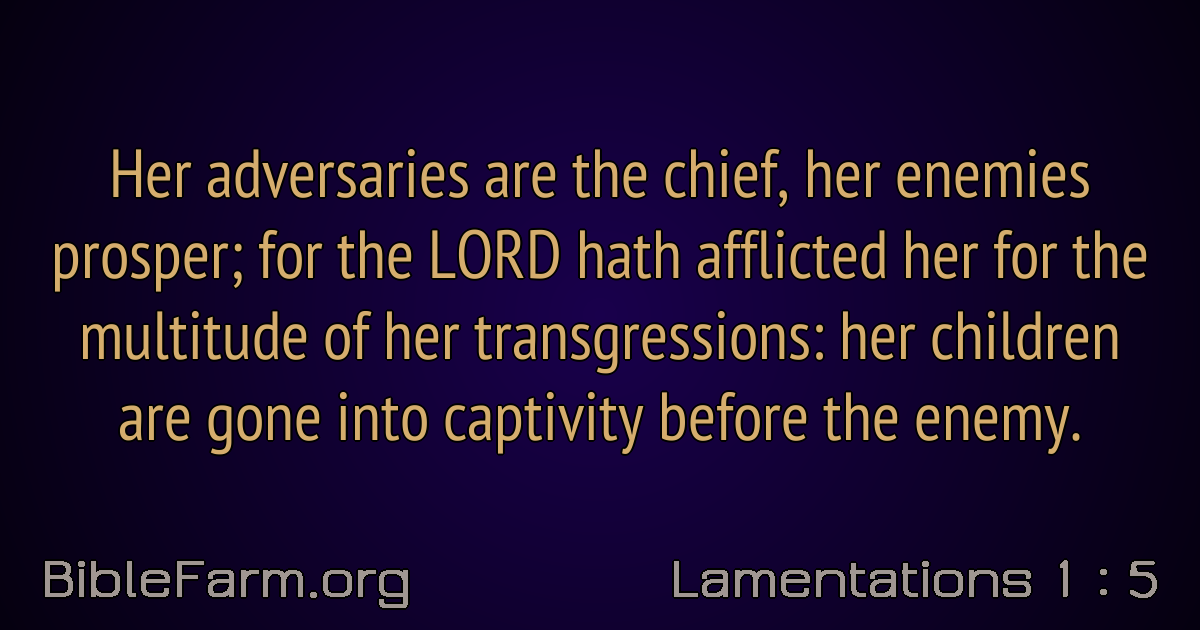 Her adversaries are the chief, her enemies
prosper; for the LORD hath afflicted her for the
multitude of her transgressions: her children
are gone into captivity before the enemy.
BibleFarm.org
Lamentations 1 : 5